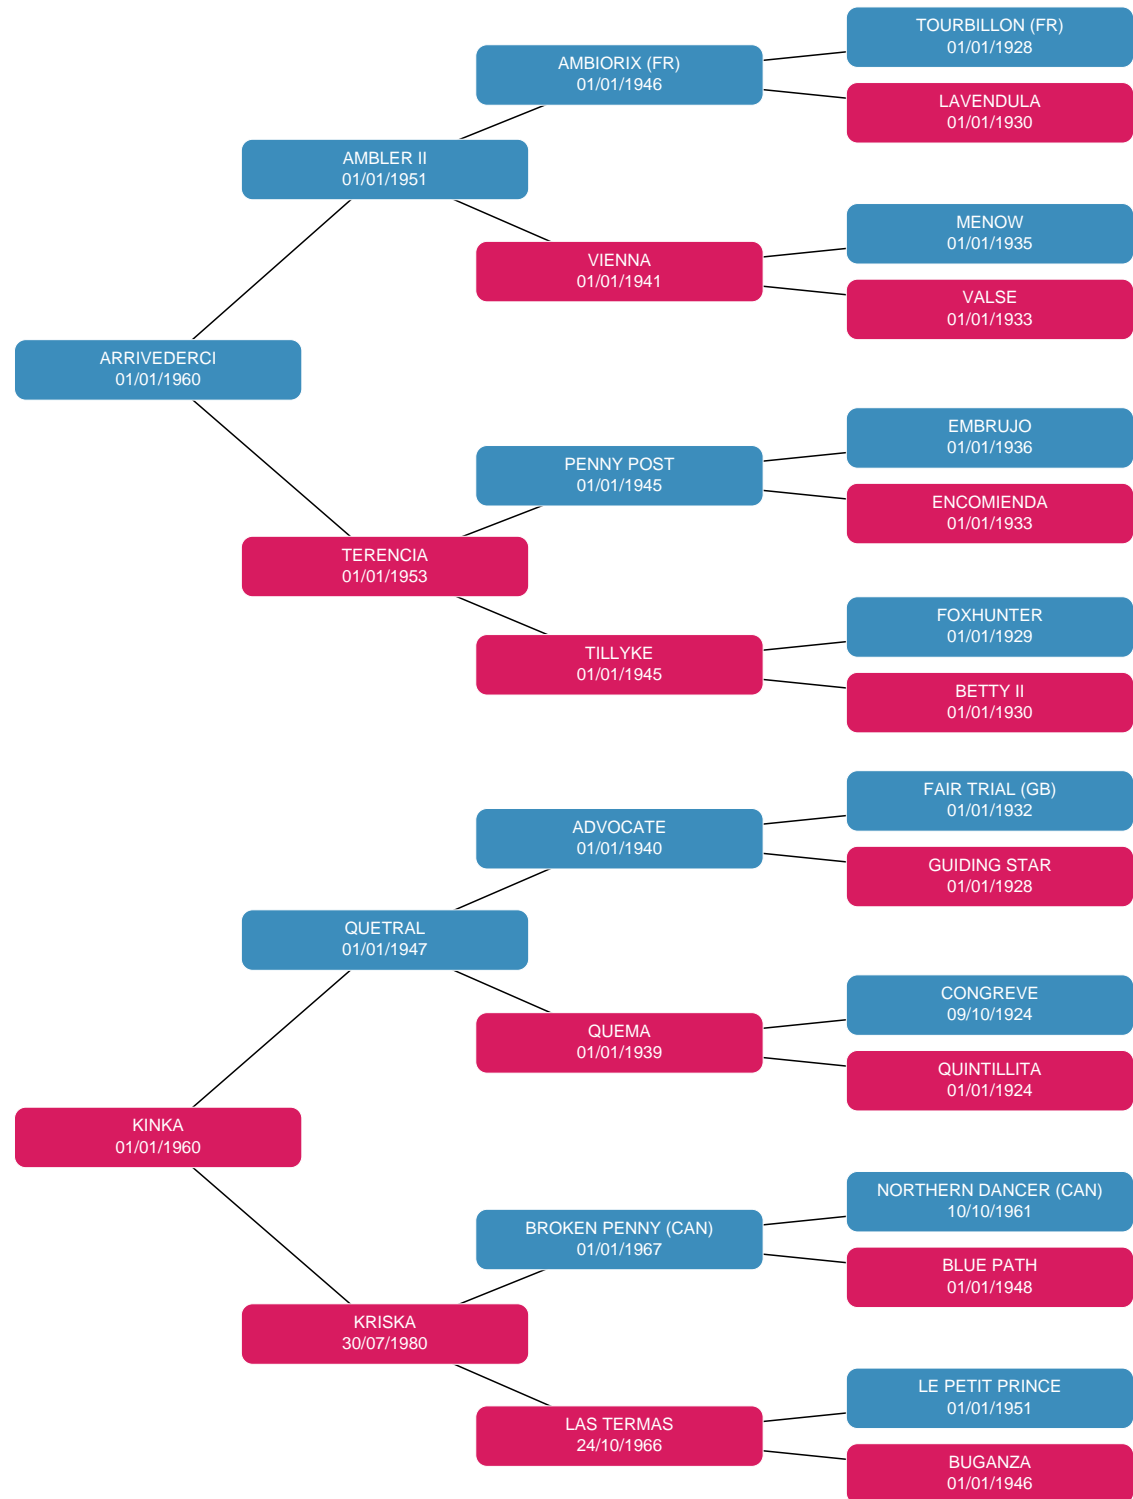 TOURBILLON (FR)
01/01/1928
AMBIORIX (FR)
01/01/1946
LAVENDULA
01/01/1930
AMBLER II
01/01/1951
MENOW
01/01/1935
VIENNA
01/01/1941
VALSE
01/01/1933
ARRIVEDERCI
01/01/1960
EMBRUJO
01/01/1936
PENNY POST
01/01/1945
ENCOMIENDA
01/01/1933
TERENCIA
01/01/1953
FOXHUNTER
01/01/1929
TILLYKE
01/01/1945
BETTY II
01/01/1930
FAIR TRIAL (GB)
01/01/1932
ADVOCATE
01/01/1940
GUIDING STAR
01/01/1928
QUETRAL
01/01/1947
CONGREVE
09/10/1924
QUEMA
01/01/1939
QUINTILLITA
01/01/1924
KINKA
01/01/1960
NORTHERN DANCER (CAN)
10/10/1961
BROKEN PENNY (CAN)
01/01/1967
BLUE PATH
01/01/1948
KRISKA
30/07/1980
LE PETIT PRINCE
01/01/1951
LAS TERMAS
24/10/1966
BUGANZA
01/01/1946